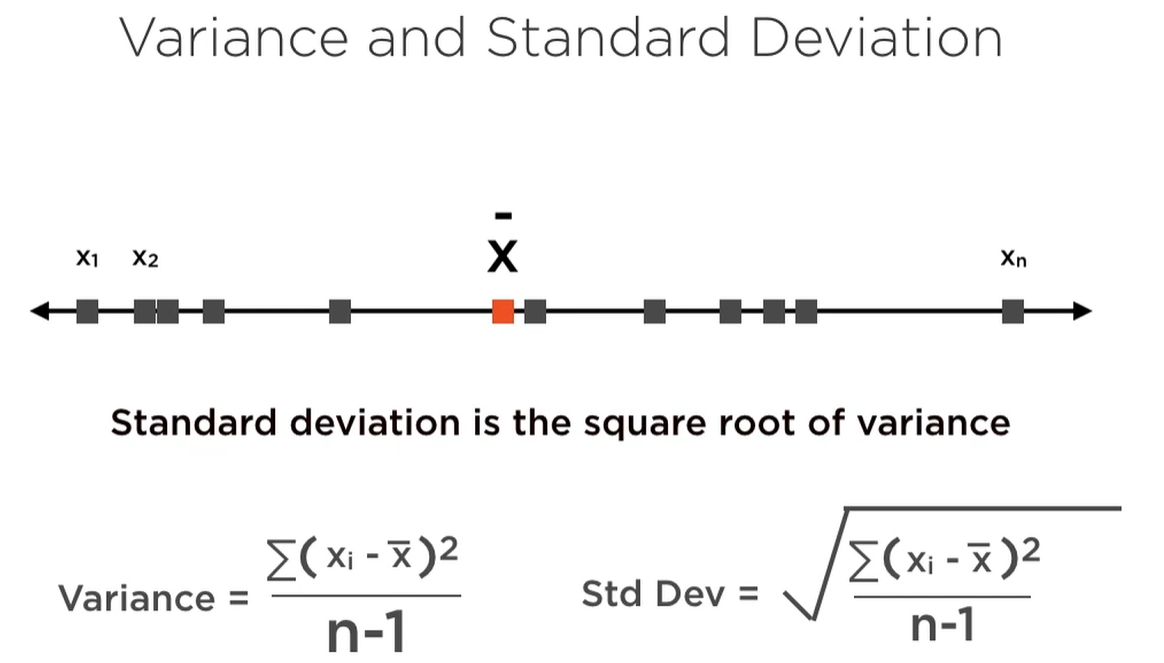 Variance and Standard Deviation
x̄
x₁ x₂ xₙ
Standard deviation is the square root of variance
Variance = ∑(xᵢ - x̄)² / n-1
Std Dev = √(∑(xᵢ - x̄)² / n-1)